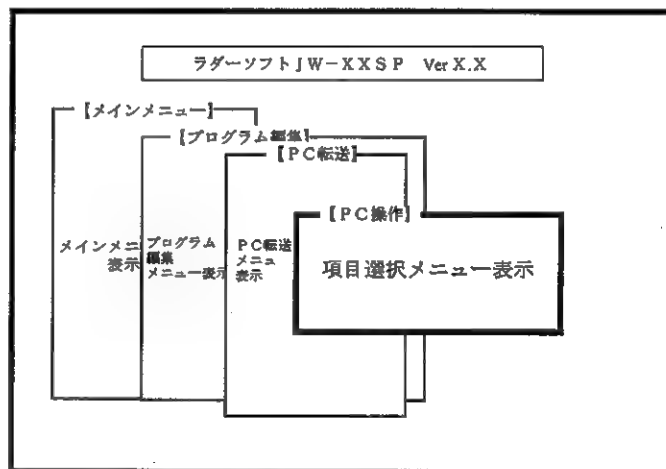 ラダーソフトJW－XXSP　Ver X.X
【メインメニュー】
【プログラム編集】
【PC転送】
【PC操作】
メインメニ
表示
プログラム
編集
メニュー表示
PC転送
メニュ
表示
項目選択メニュー表示